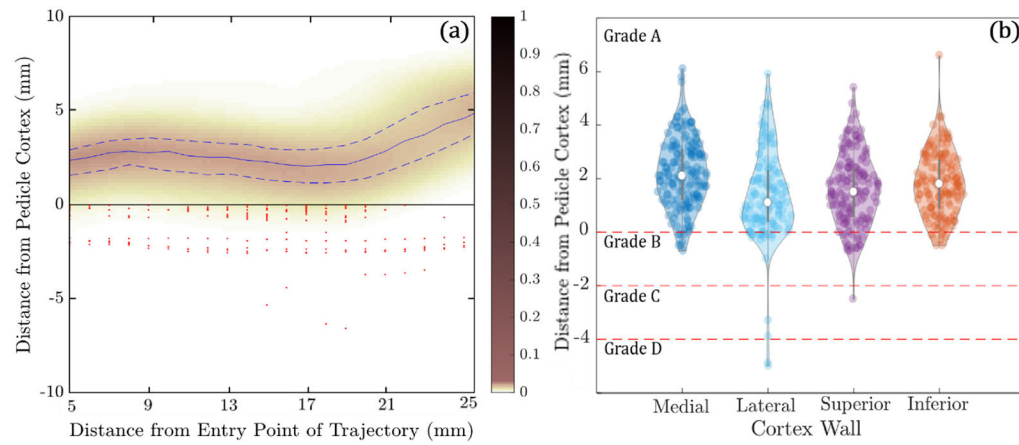 (a)
10
5
0
-5
-10
Distance from Pedicle Cortex (mm)
5
9
13
17
21
25
Distance from Entry Point of Trajectory (mm)
1
0.9
0.8
0.7
0.6
0.5
0.4
0.3
0.2
0.1
0
(b)
Grade A
Grade B
Grade C
Grade D
6
4
2
0
-2
-4
Distance from Pedicle Cortex (mm)
Medial Lateral Superior Inferior
Cortex Wall